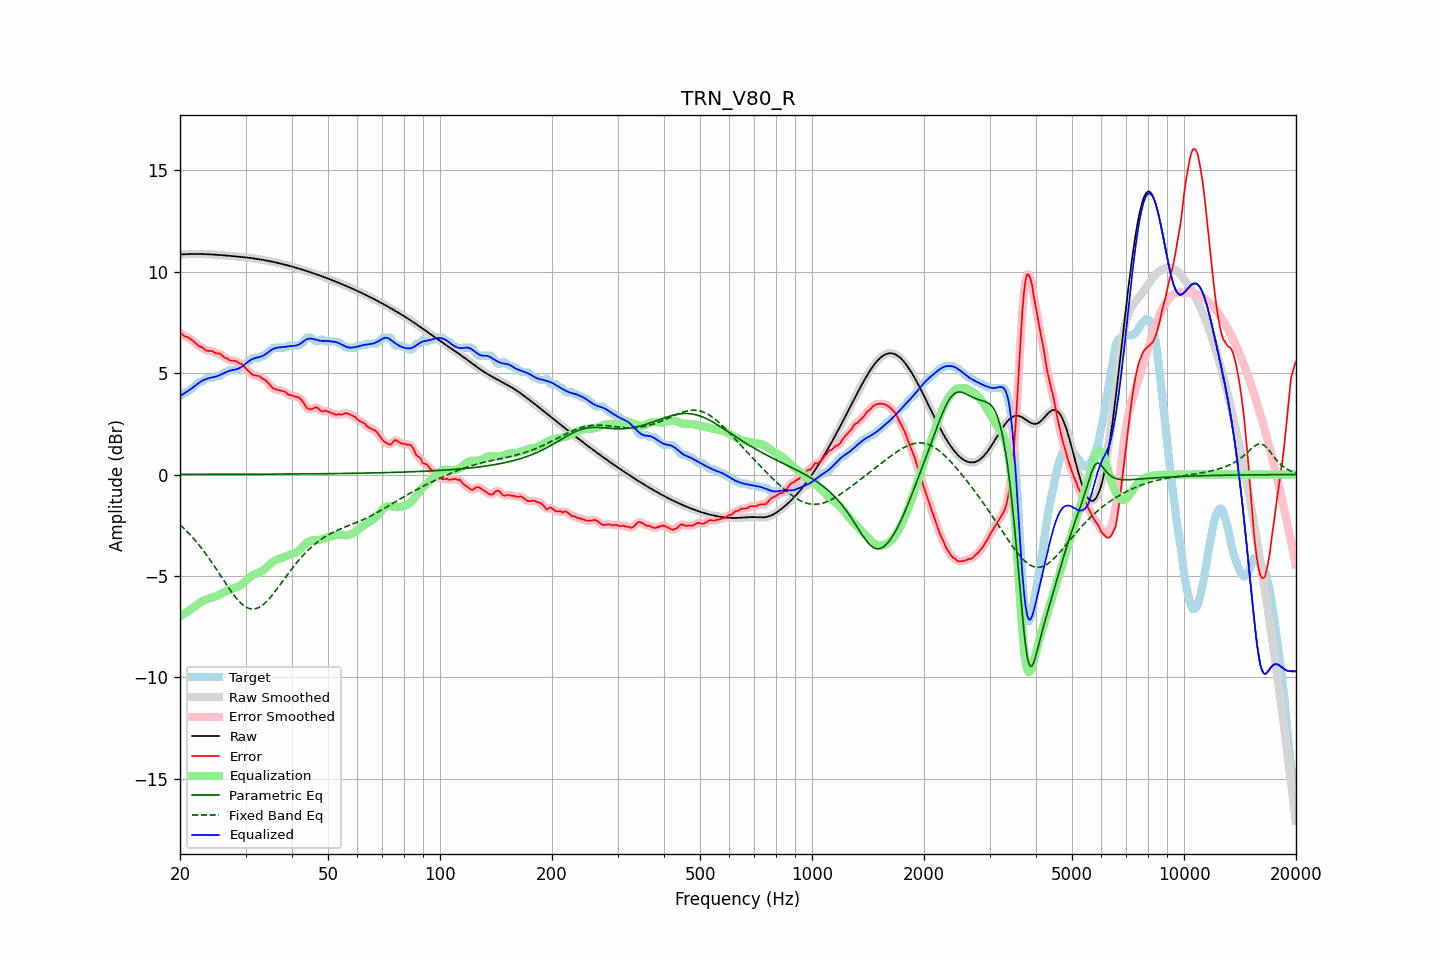 TRN_V80_R
Amplitude (dBr)
15
10
5
0
−5
−10
−15
Target
Raw Smoothed
Error Smoothed
Raw
Error
Equalization
Parametric Eq
Fixed Band Eq
Equalized
20 50 100 200 500 1000 2000 5000 10000 20000
Frequency (Hz)